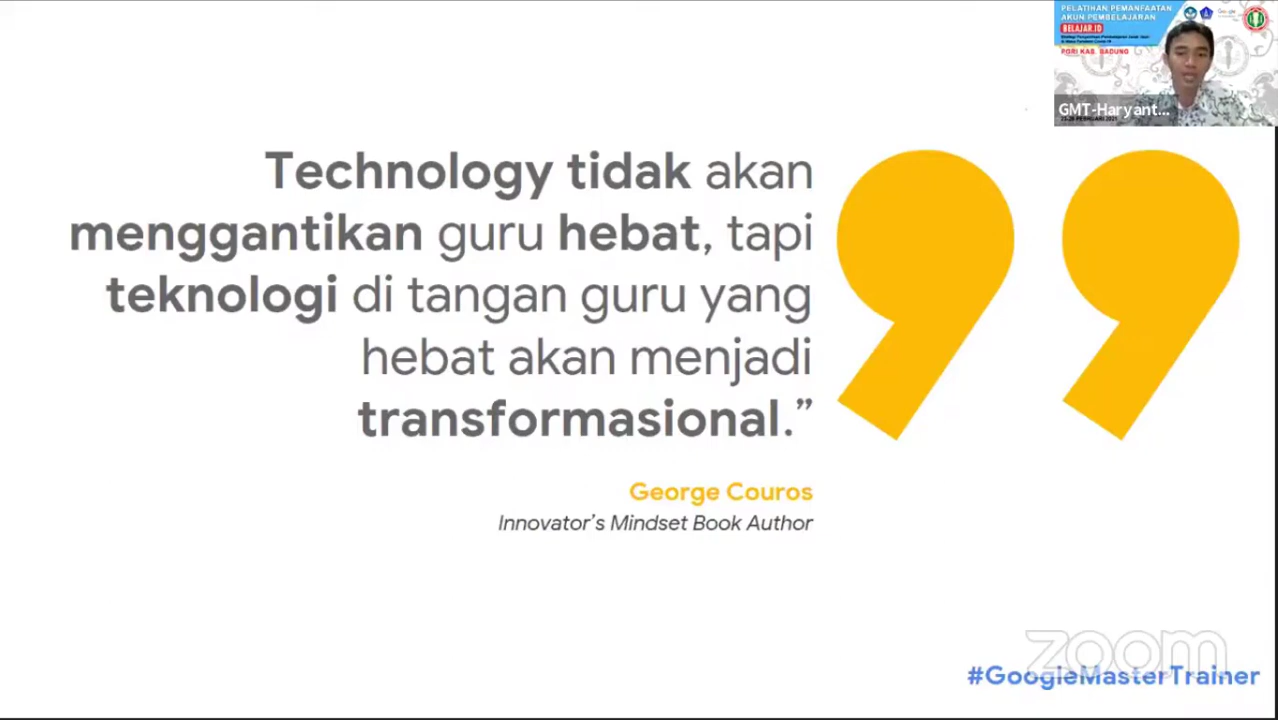 PELATIHAN PEMANFAATAN
AKUN PEMBELAJARAN
BELAJAR.ID
PGRI KAB. BADUNG
Google
GMT-Haryant...
Technology tidak akan
menggantikan guru hebat, tapi
teknologi di tangan guru yang
hebat akan menjadi
transformasional.”
George Couros
Innovator’s Mindset Book Author
zoom
#GoogleMasterTrainer